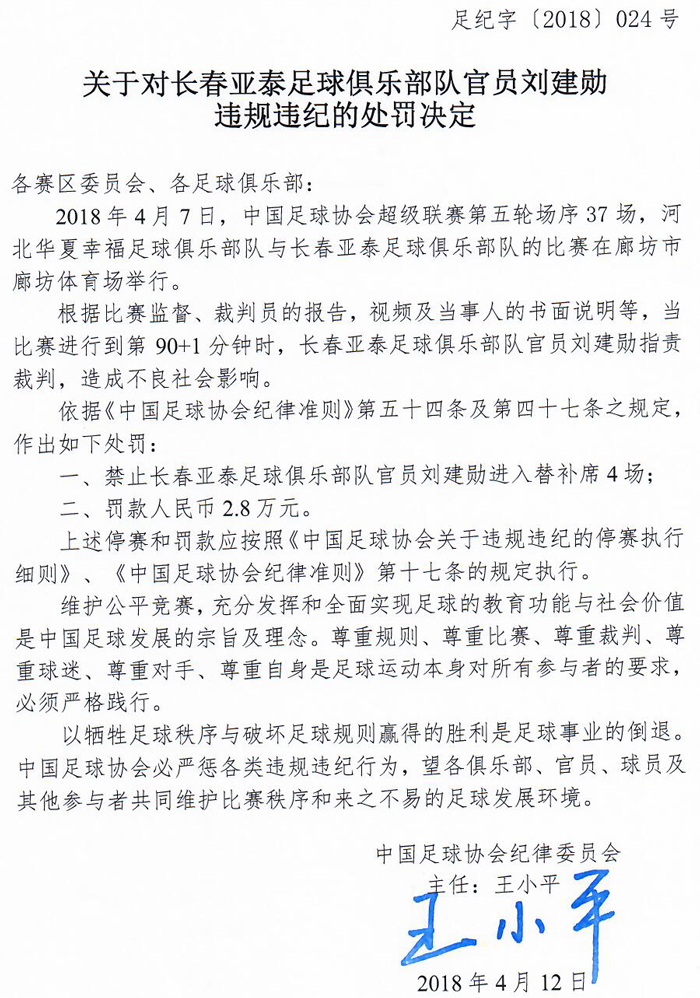 足纪字〔2018〕024号
关于对长春亚泰足球俱乐部队官员刘建勋
违规违纪的处罚决定
各赛区委员会、各足球俱乐部：
2018年4月7日，中国足球协会超级联赛第五轮场序37场，河
北华夏幸福足球俱乐部队与长春亚泰足球俱乐部队的比赛在廊坊市
廊坊体育场举行。
根据比赛监督、裁判员的报告，视频及当事人的书面说明等，当
比赛进行到第 90+1 分钟时，长春亚泰足球俱乐部队官员刘建勋指责
裁判，造成不良社会影响。
依据《中国足球协会纪律准则》第五十四条及第四十七条之规定，
作出如下处罚：
一、禁止长春亚泰足球俱乐部队官员刘建勋进入替补席4场；
二、罚款人民币2.8万元。
上述停赛和罚款应按照《中国足球协会关于违规违纪的停赛执行
细则》、《中国足球协会纪律准则》第十七条的规定执行。
维护公平竞赛，充分发挥和全面实现足球的教育功能与社会价值
是中国足球发展的宗旨及理念。尊重规则、尊重比赛、尊重裁判、尊
重球迷、尊重对手、尊重自身是足球运动本身对所有参与者的要求，
必须严格践行。
以牺牲足球秩序与破坏足球规则赢得的胜利是足球事业的倒退。
中国足球协会必严惩各类违规违纪行为，望各俱乐部、官员、球员及
其他参与者共同维护比赛秩序和来之不易的足球发展环境。
中国足球协会纪律委员会
主任：王小平
王小平
2018年4月12日